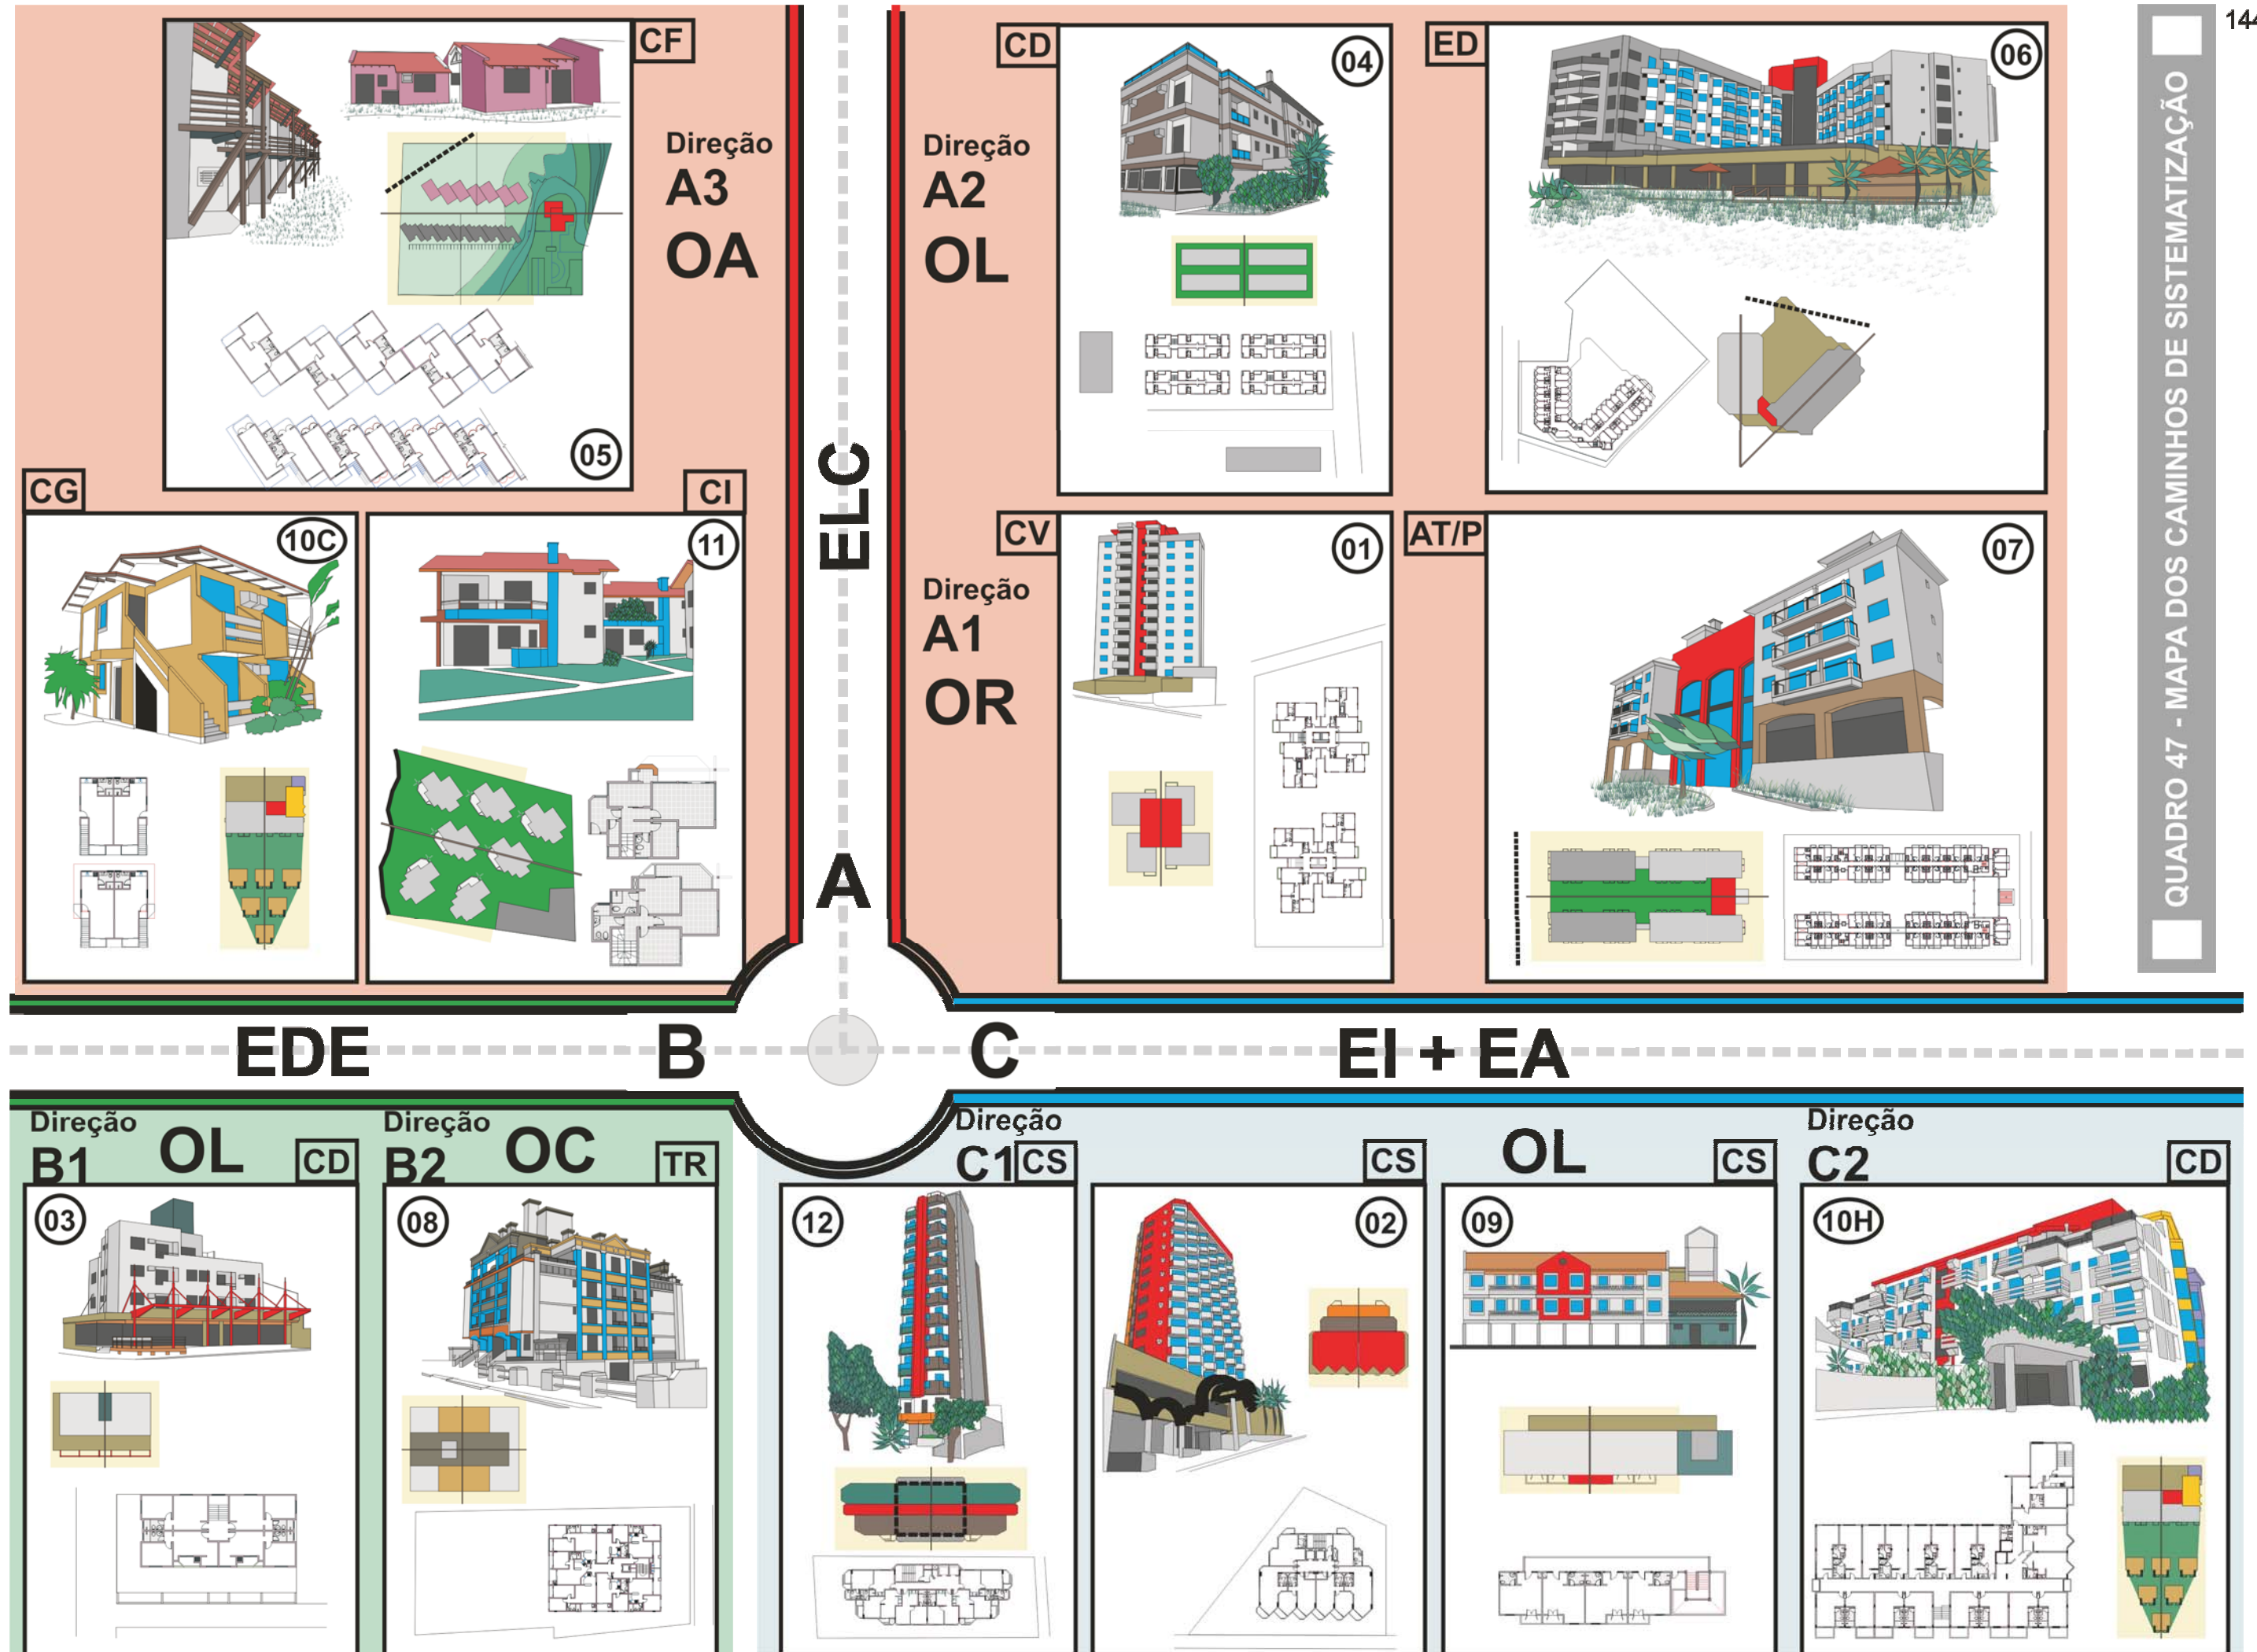 144
QUADRO 47 - MAPA DOS CAMINHOS DE SISTEMATIZAÇÃO
CF
Direção
A3
OA
05
CG
10C
CI
11
ELC
A
CD
04
Direção
A2
OL
ED
06
CV
01
Direção
A1
OR
AT/P
07
EDE
B
C
EI + EA
Direção
B1
OL
CD
03
Direção
B2
OC
TR
08
Direção
C1
CS
12
CS
02
OL
CS
09
Direção
C2
CD
10H